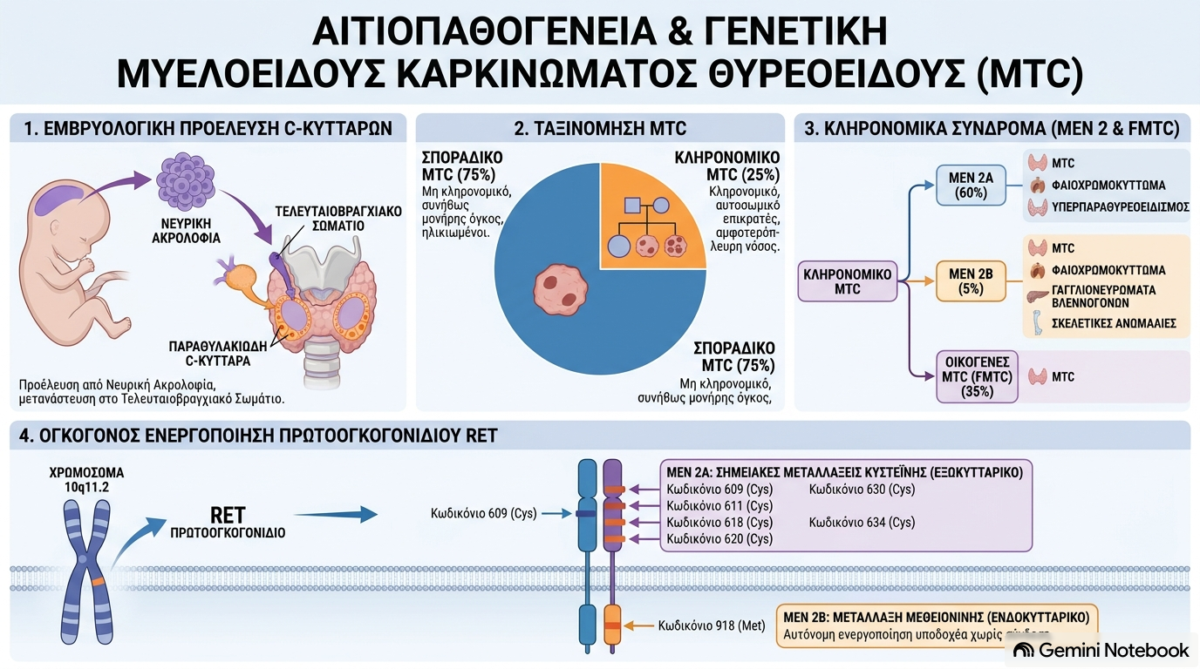 ΑΙΤΙΟΠΑΘΟΓΕΝΕΙΑ & ΓΕΝΕΤΙΚΗ
ΜΥΕΛΟΕΙΔΟΥΣ ΚΑΡΚΙΝΩΜΑΤΟΣ ΘΥΡΕΟΕΙΔΟΥΣ (MTC)
1. ΕΜΒΡΥΟΛΟΓΙΚΗ ΠΡΟΕΛΕΥΣΗ C-ΚΥΤΤΑΡΩΝ
ΝΕΥΡΙΚΗ
ΑΚΡΟΛΟΦΙΑ
ΤΕΛΕΥΤΑΙΟΒΡΑΓΧΙΑΚΟ
ΣΩΜΑΤΙΟ
ΠΑΡΑΘΥΛΑΚΙΩΔΗ
C-ΚΥΤΤΑΡΑ
Προέλευση από Νευρική Ακρολοφία,
μετανάστευση στο Τελευταιοβραγχιακό Σωμάτιο.
2. ΤΑΞΙΝΟΜΗΣΗ MTC
ΣΠΟΡΑΔΙΚΟ
MTC (75%)
Μη κληρονομικό,
συνήθως
μονήρης όγκος,
ηλικιωμένοι.
ΚΛΗΡΟΝΟΜΙΚΟ
MTC (25%)
Κληρονομικό,
αυτοσωμικό
επικρατές,
αμφοτερόπ-
λευρη νόσος.
ΣΠΟΡΑΔΙΚΟ
MTC (75%)
Μη κληρονομικό,
συνήθως μονήρης όγκος,
3. ΚΛΗΡΟΝΟΜΙΚΑ ΣΥΝΔΡΟΜΑ (MEN 2 & FMTC)
ΚΛΗΡΟΝΟΜΙΚΟ
MTC
MEN 2A
(60%)
MTC
ΦΑΙΟΧΡΩΜΟΚΥΤΤΩΜΑ
ΥΠΕΡΠΑΡΑΘΥΡΕΟΕΙΔΙΣΜΟΣ
MEN 2B
(5%)
MTC
ΦΑΙΟΧΡΩΜΟΚΥΤΤΩΜΑ
ΓΑΓΓΛΙΟΝΕΥΡΩΜΑΤΑ
ΒΛΕΝΝΟΓΟΝΩΝ
ΣΚΕΛΕΤΙΚΕΣ ΑΝΩΜΑΛΙΕΣ
ΟΙΚΟΓΕΝΕΣ
MTC (FMTC)
(35%)
MTC
4. ΟΓΚΟΓΟΝΟΣ ΕΝΕΡΓΟΠΟΙΗΣΗ ΠΡΩΤΟΟΓΚΟΓΟΝΙΔΙΟΥ RET
ΧΡΩΜΟΣΩΜΑ
10q11.2
RET
ΠΡΩΤΟΟΓΚΟΓΟΝΙΔΙΟ
Κωδικόνιο 609 (Cys)
MEN 2A: ΣΗΜΕΙΑΚΕΣ ΜΕΤΑΛΛΑΞΕΙΣ ΚΥΣΤΕΪΝΗΣ (ΕΞΩΚΥΤΤΑΡΙΚΟ)
Κωδικόνιο 609 (Cys) Κωδικόνιο 630 (Cys)
Κωδικόνιο 611 (Cys)
Κωδικόνιο 618 (Cys) Κωδικόνιο 634 (Cys)
Κωδικόνιο 620 (Cys)
Κωδικόνιο 918 (Met)
MEN 2B: ΜΕΤΑΛΛΑΞΗ ΜΕΘΕΙΟΝΙΝΗΣ (ΕΝΔΟΚΥΤΤΑΡΙΚΟ)
Αυτόνομη ενεργοποίηση υποδοχέα χωρίς
Gemini Notebook